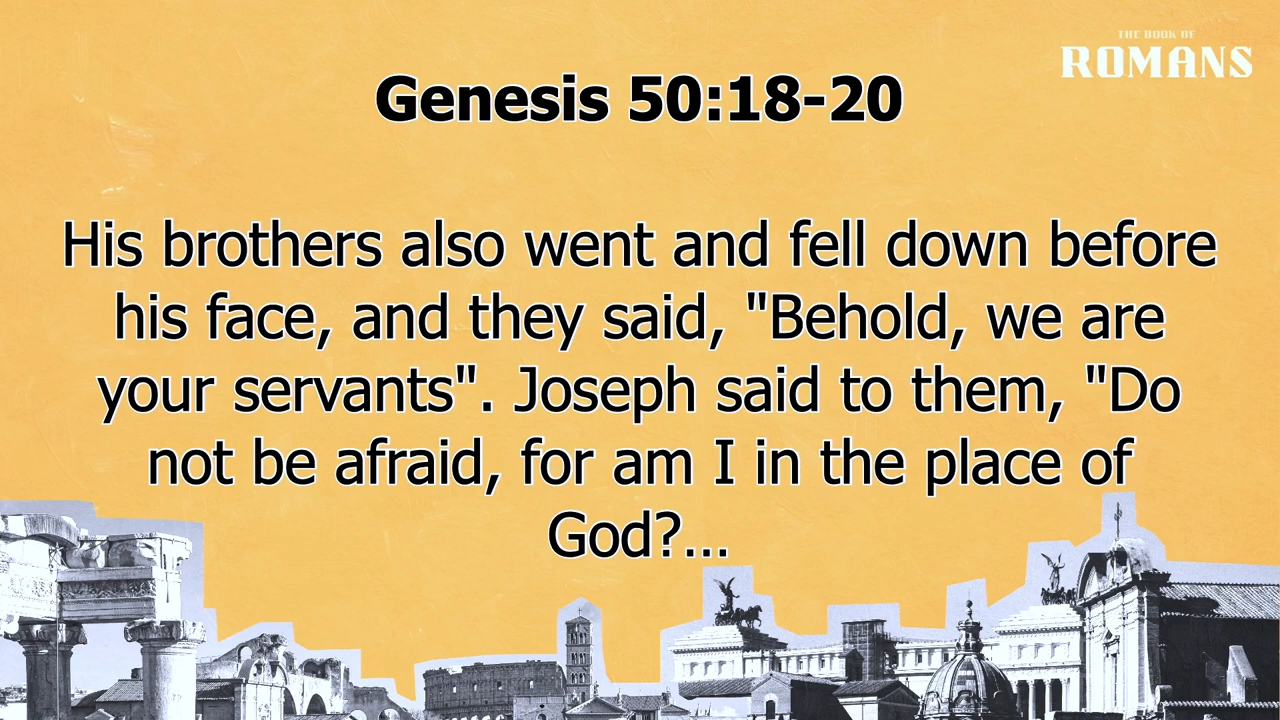 THE BOOK OF
ROMANS
Genesis 50:18-20
His brothers also went and fell down before
his face, and they said, "Behold, we are
your servants". Joseph said to them, "Do
not be afraid, for am I in the place of
God?...